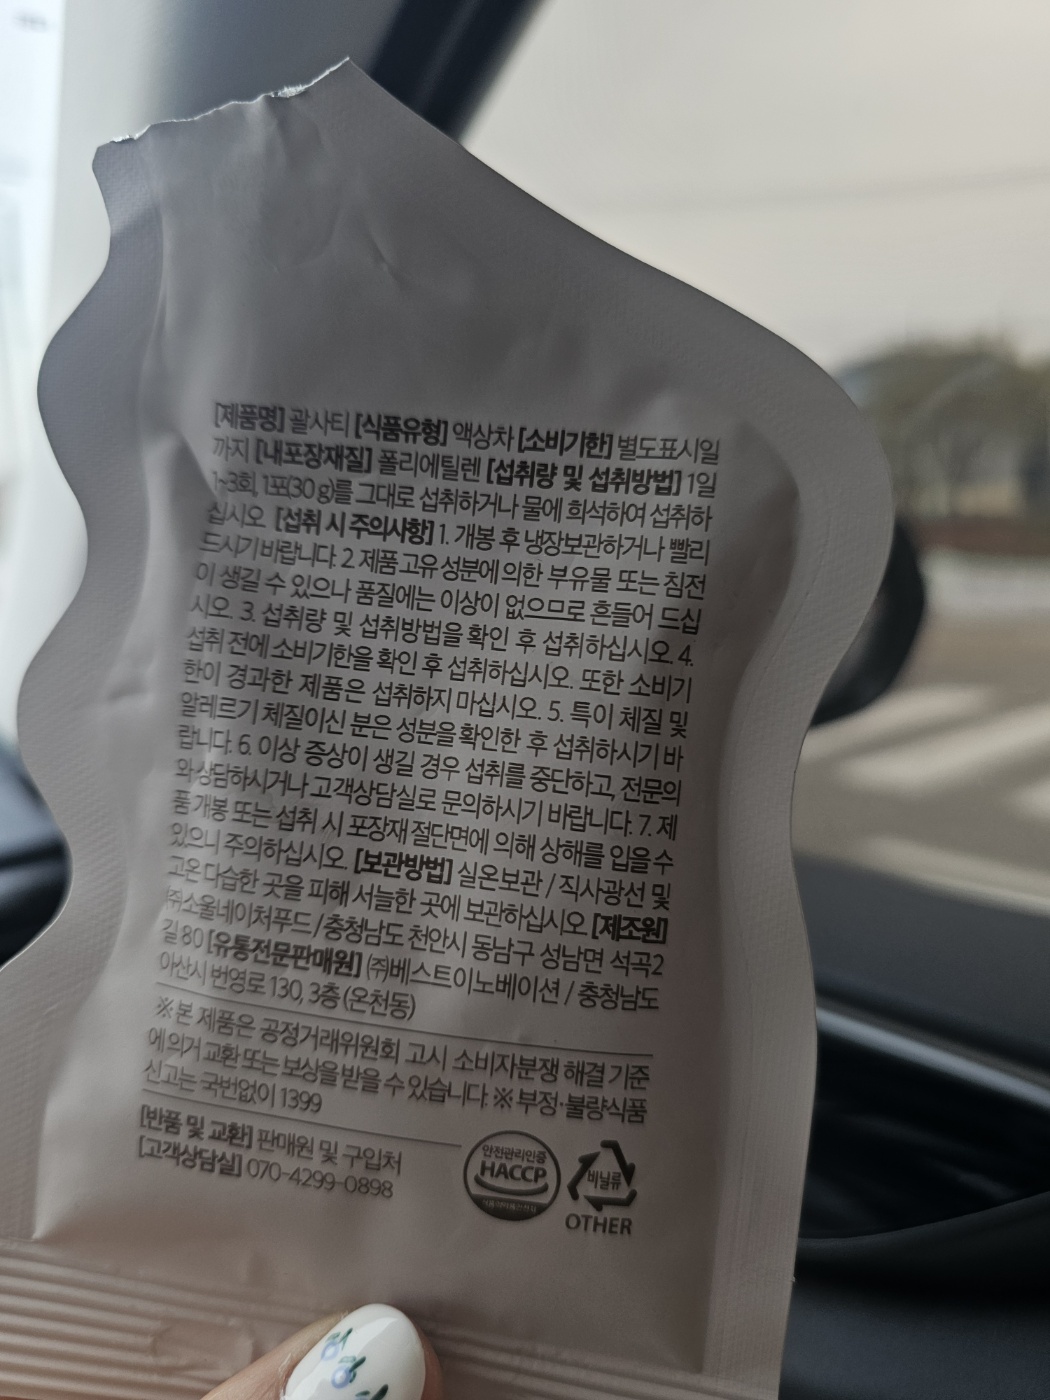 [제품명] 괄사티 [식품유형] 액상차 [소비기한] 별도표시일
까지 [내포장재질] 폴리에틸렌 [섭취량 및 섭취방법] 1일
1~3회, 1포(30 g)를 그대로 섭취하거나 물에 희석하여 섭취하
십시오. [섭취 시 주의사항] 1. 개봉 후 냉장보관하거나 빨리
드시기 바랍니다. 2. 제품 고유 성분에 의한 부유물 또는 침전
이 생길 수 있으나 품질에는 이상이 없으므로 흔들어 드십
시오. 3. 섭취량 및 섭취방법을 확인 후 섭취하십시오. 4.
섭취 전에 소비기한을 확인 후 섭취하십시오. 또한 소비기
한이 경과한 제품은 섭취하지 마십시오. 5. 특이 체질 및
알레르기 체질이신 분은 성분을 확인한 후 섭취하시기 바
랍니다. 6. 이상 증상이 생길 경우 섭취를 중단하고, 전문의
와 상담하시거나 고객상담실로 문의하시기 바랍니다. 7. 제
품 개봉 또는 섭취 시 포장재 절단면에 의해 상해를 입을 수
있으니 주의하십시오. [보관방법] 실온보관 / 직사광선 및
고온 다습한 곳을 피해 서늘한 곳에 보관하십시오 [제조원]
㈜소울네이처푸드 / 충청남도 천안시 동남구 성남면 석곡2
길 80 [유통전문판매원] ㈜베스트이노베이션 / 충청남도
아산시 번영로 130, 3층 (온천동)
※ 본 제품은 공정거래위원회 고시 소비자분쟁 해결 기준
에 의거 교환 또는 보상을 받을 수 있습니다. ※ 부정·불량식품
신고는 국번없이 1399
[반품 및 교환] 판매원 및 구입처
[고객상담실] 070-4299-0898
안전관리인증
HACCP
비닐류
OTHER